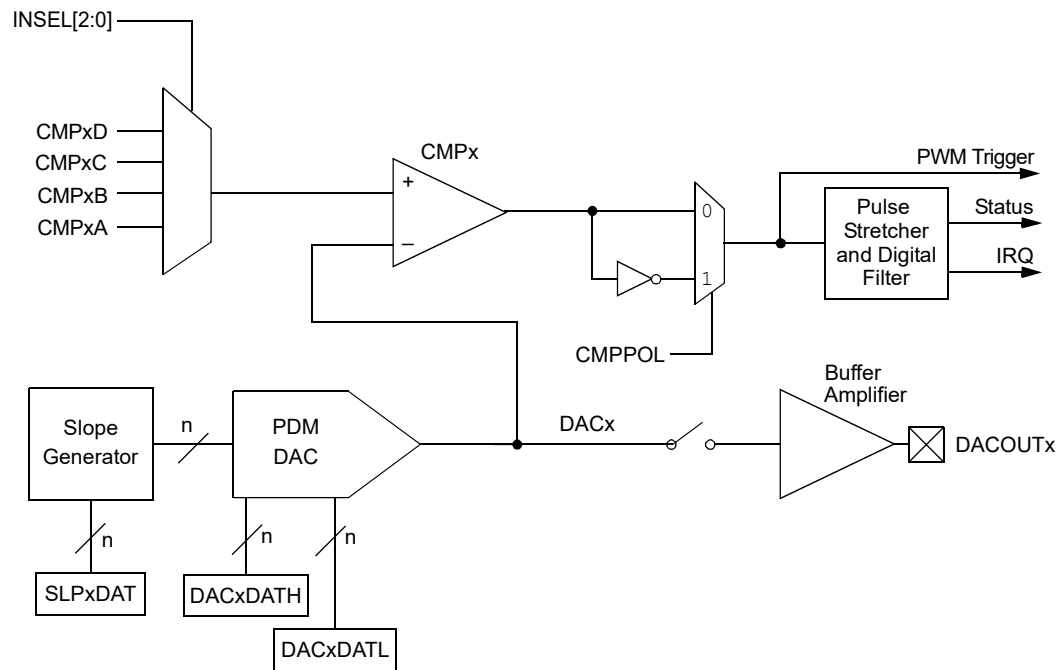 INSEL[2:0]
CMPxD
CMPxC
CMPxB
CMPxA
CMPx
+
–
0
1
CMPPOL
PWM Trigger
Pulse
Stretcher
and Digital
Filter
Status
IRQ
Slope
Generator
n
PDM
DAC
DACx
Buffer
Amplifier
DACOUTx
n
n
n
SLPxDAT
DACxDATH
DACxDATL